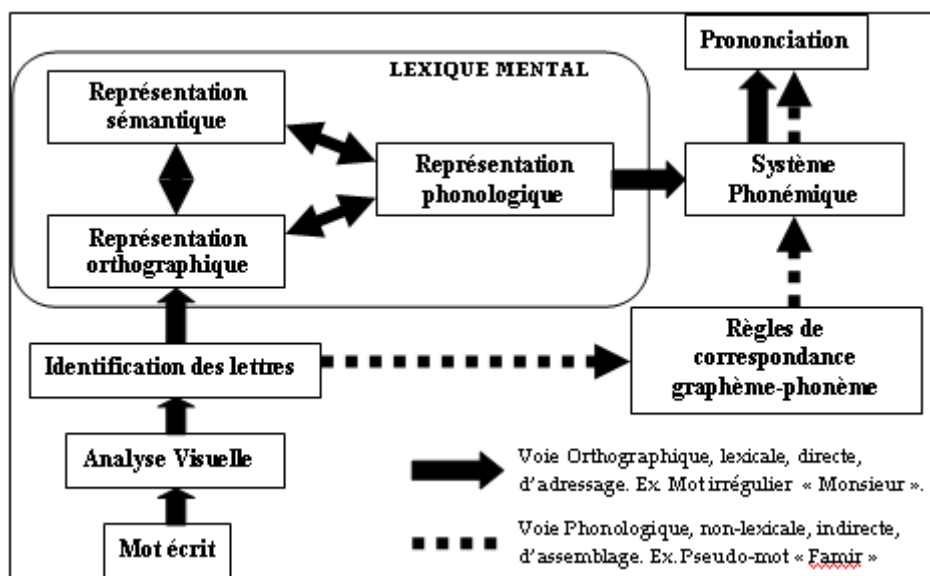 Prononciation
LEXIQUE MENTAL
Représentation
sémantique
Représentation
phonologique
Système
Phonémique
Représentation
orthographique
Identification des lettres
Règles de
correspondance
graphème-phonème
Analyse Visuelle
Mot écrit
Voie Orthographique, lexicale, directe,
d'adressage. Ex. Mot irrégulier « Monsieur ».
Voie Phonologique, non-lexicale, indirecte,
d'assemblage. Ex. Pseudo-mot « Famir »